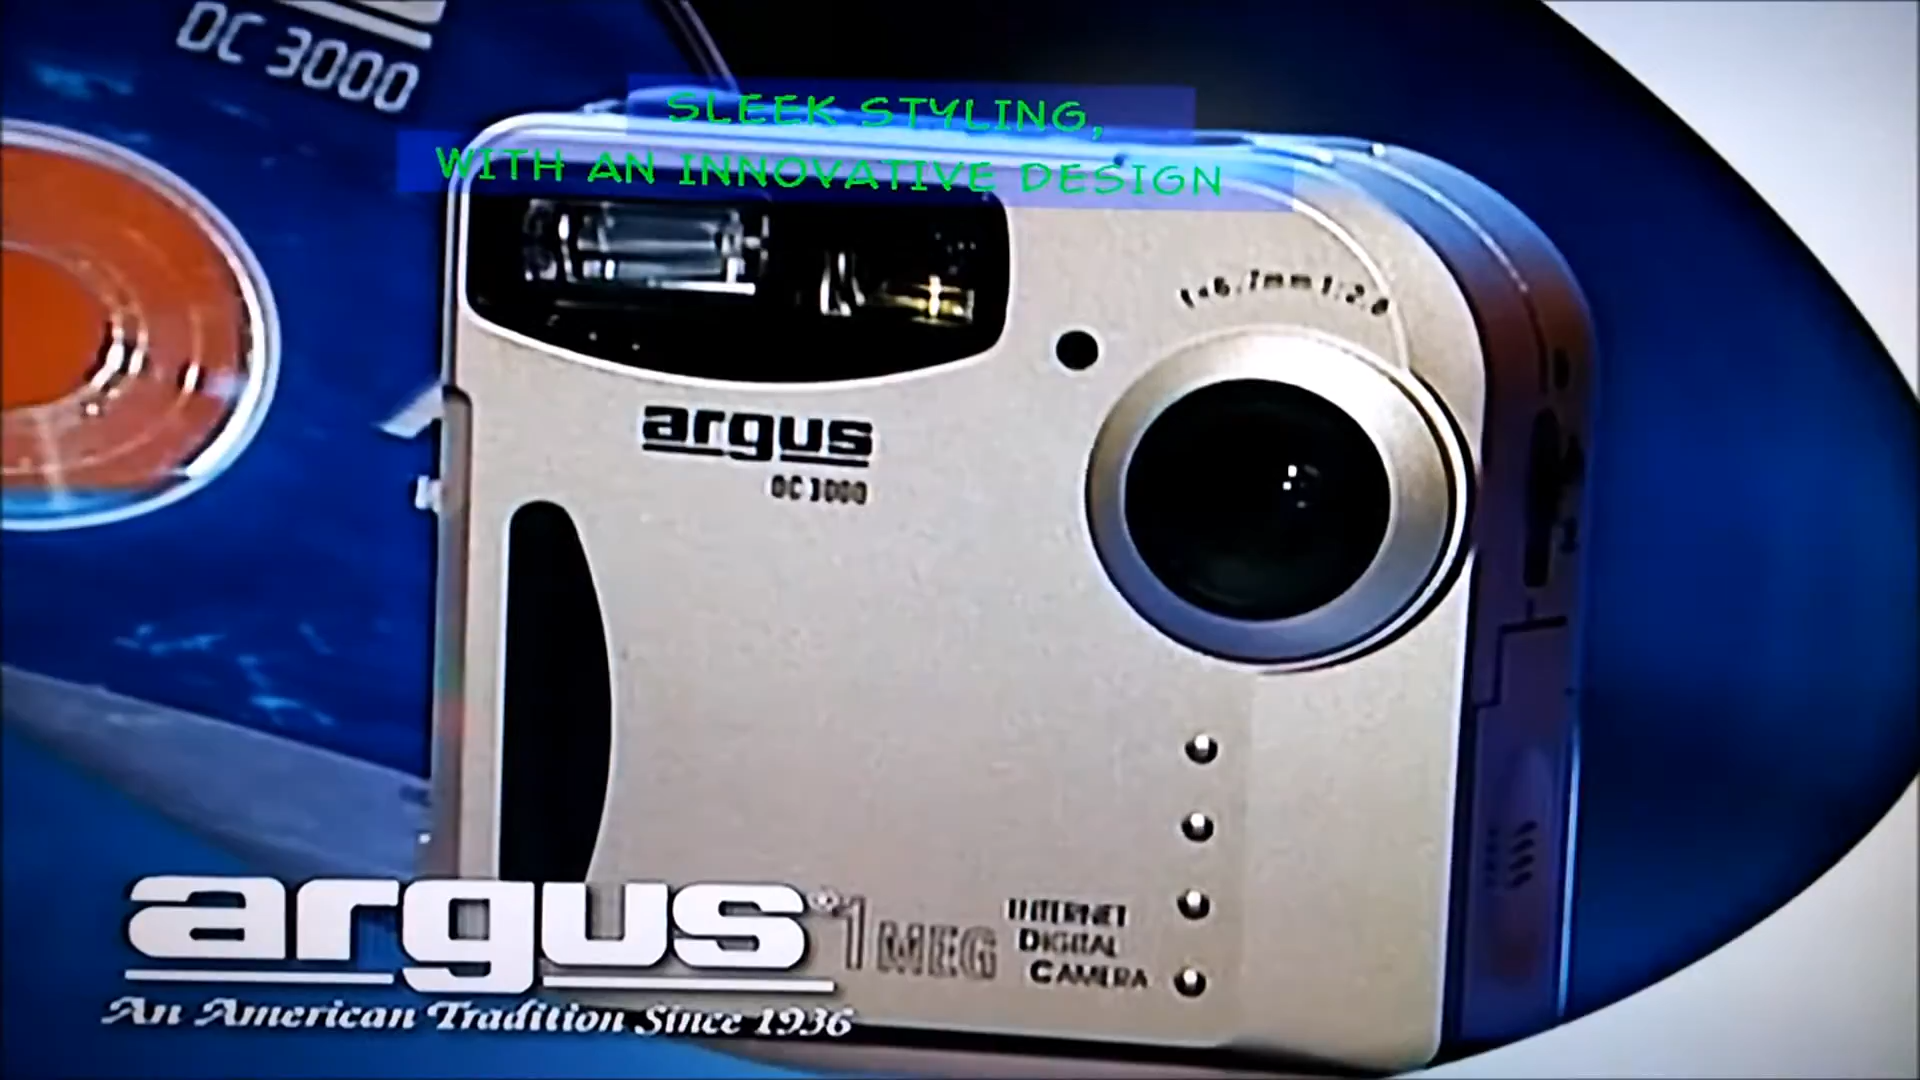 DC 3000
SLEEK STYLING,
WITH AN INNOVATIVE DESIGN
argus
DC 3000
argus
1 MEG
INTERNET
DIGITAL
CAMERA
An American Tradition Since 1936